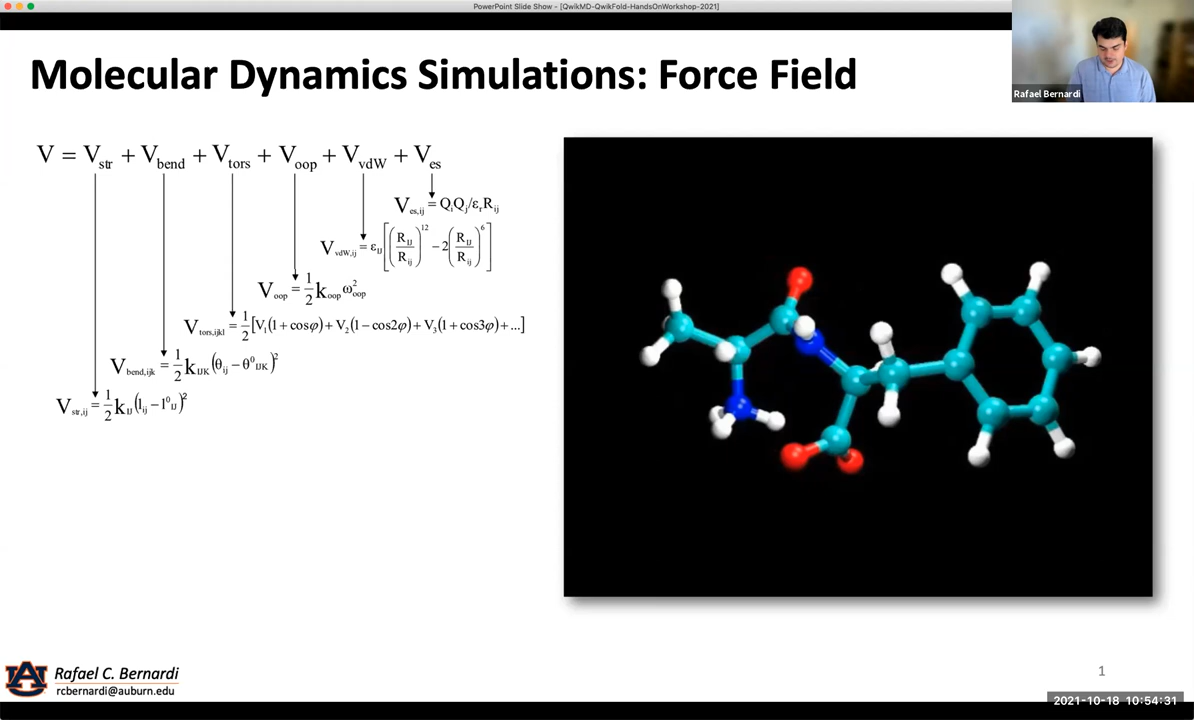 PowerPoint Slide Show - [QwikMD-QwikFold-HandsOnWorkshop-2021]
Molecular Dynamics Simulations: Force Field
Rafael Bernardi
V = V_str + V_bend + V_tors + V_oop + V_vdW + V_es
V_es,ij = Q_iQ_j/ε_rR_ij
V_vdW,ij = ε_IJ[(R_IJ/R_ij)^12 − 2(R_IJ/R_ij)^6]
V_oop = 1/2 k_oop ω²_oop
V_tors,ijkl = 1/2[V₁(1 + cosφ) + V₂(1 − cos2φ) + V₃(1 + cos3φ) + ...]
V_bend,ijk = 1/2 k_IJK(θ_ij − θ⁰_IJK)²
V_str,ij = 1/2 k_IJ(l_ij − l⁰_IJ)²
Rafael C. Bernardi
rcbernardi@auburn.edu
1
2021-10-18 10:54:31